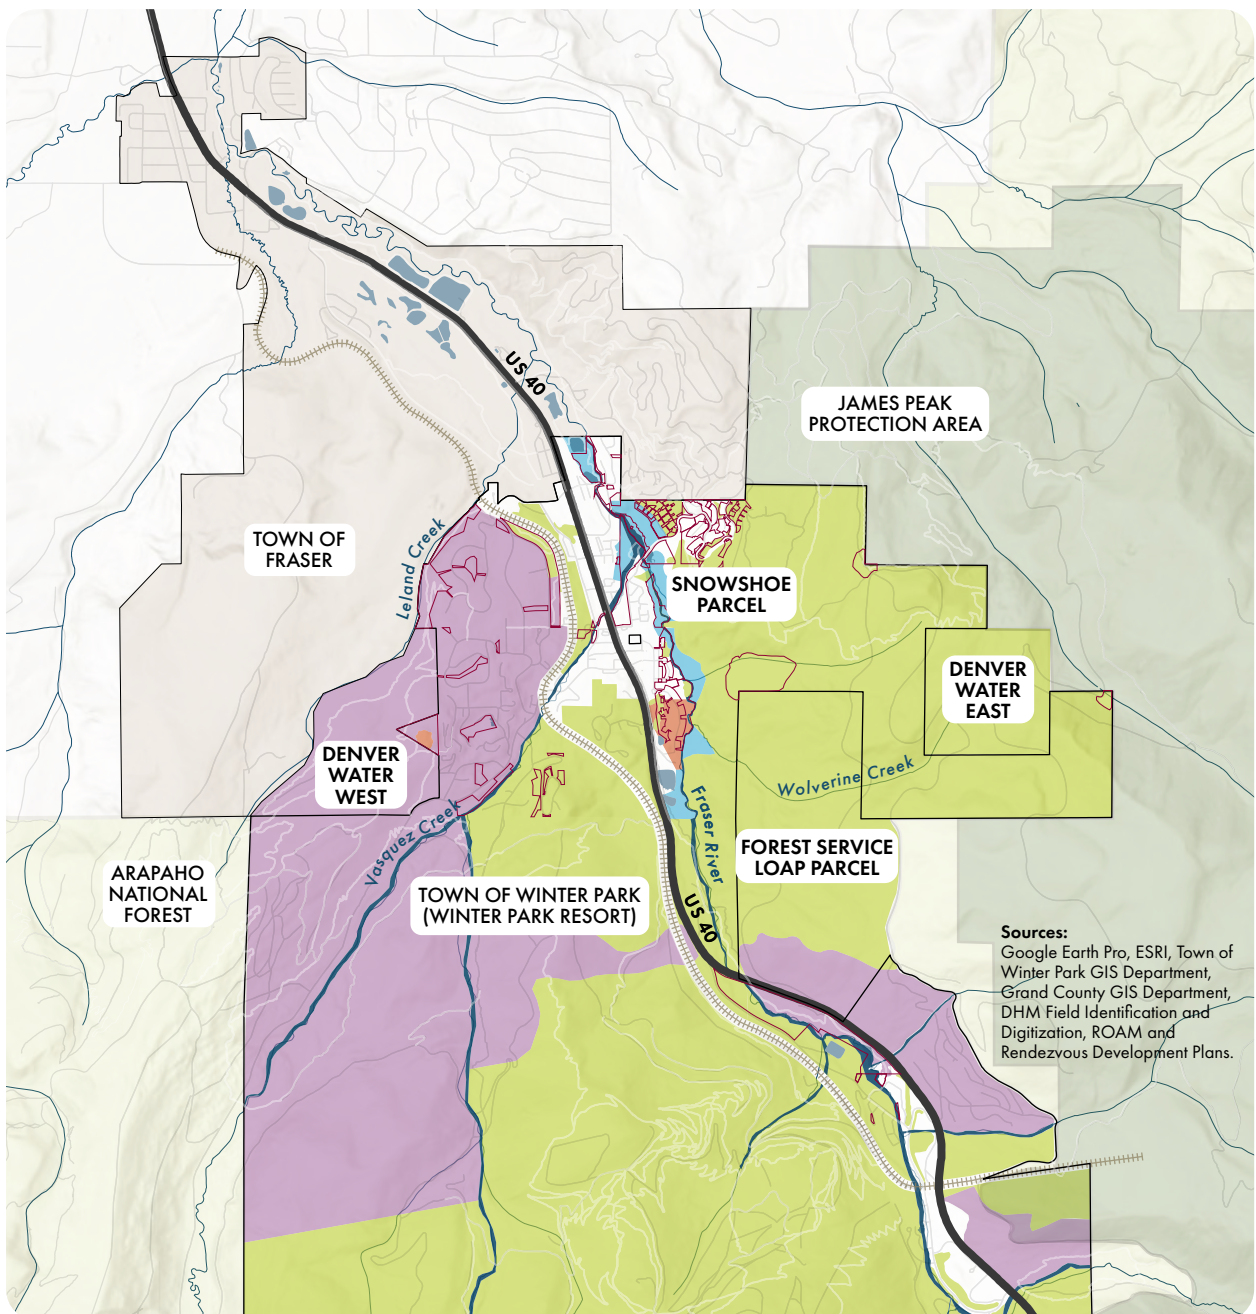 US 40
JAMES PEAK
PROTECTION AREA
TOWN OF
FRASER
Leland Creek
SNOWSHOE
PARCEL
DENVER
WATER
EAST
DENVER
WATER
WEST
Wolverine Creek
Fraser River
Vasquez Creek
FOREST SERVICE
LOAP PARCEL
ARAPAHO
NATIONAL
FOREST
TOWN OF WINTER PARK
(WINTER PARK RESORT)
US 40
Sources:
Google Earth Pro, ESRI, Town of
Winter Park GIS Department,
Grand County GIS Department,
DHM Field Identification and
Digitization, ROAM and
Rendezvous Development Plans.